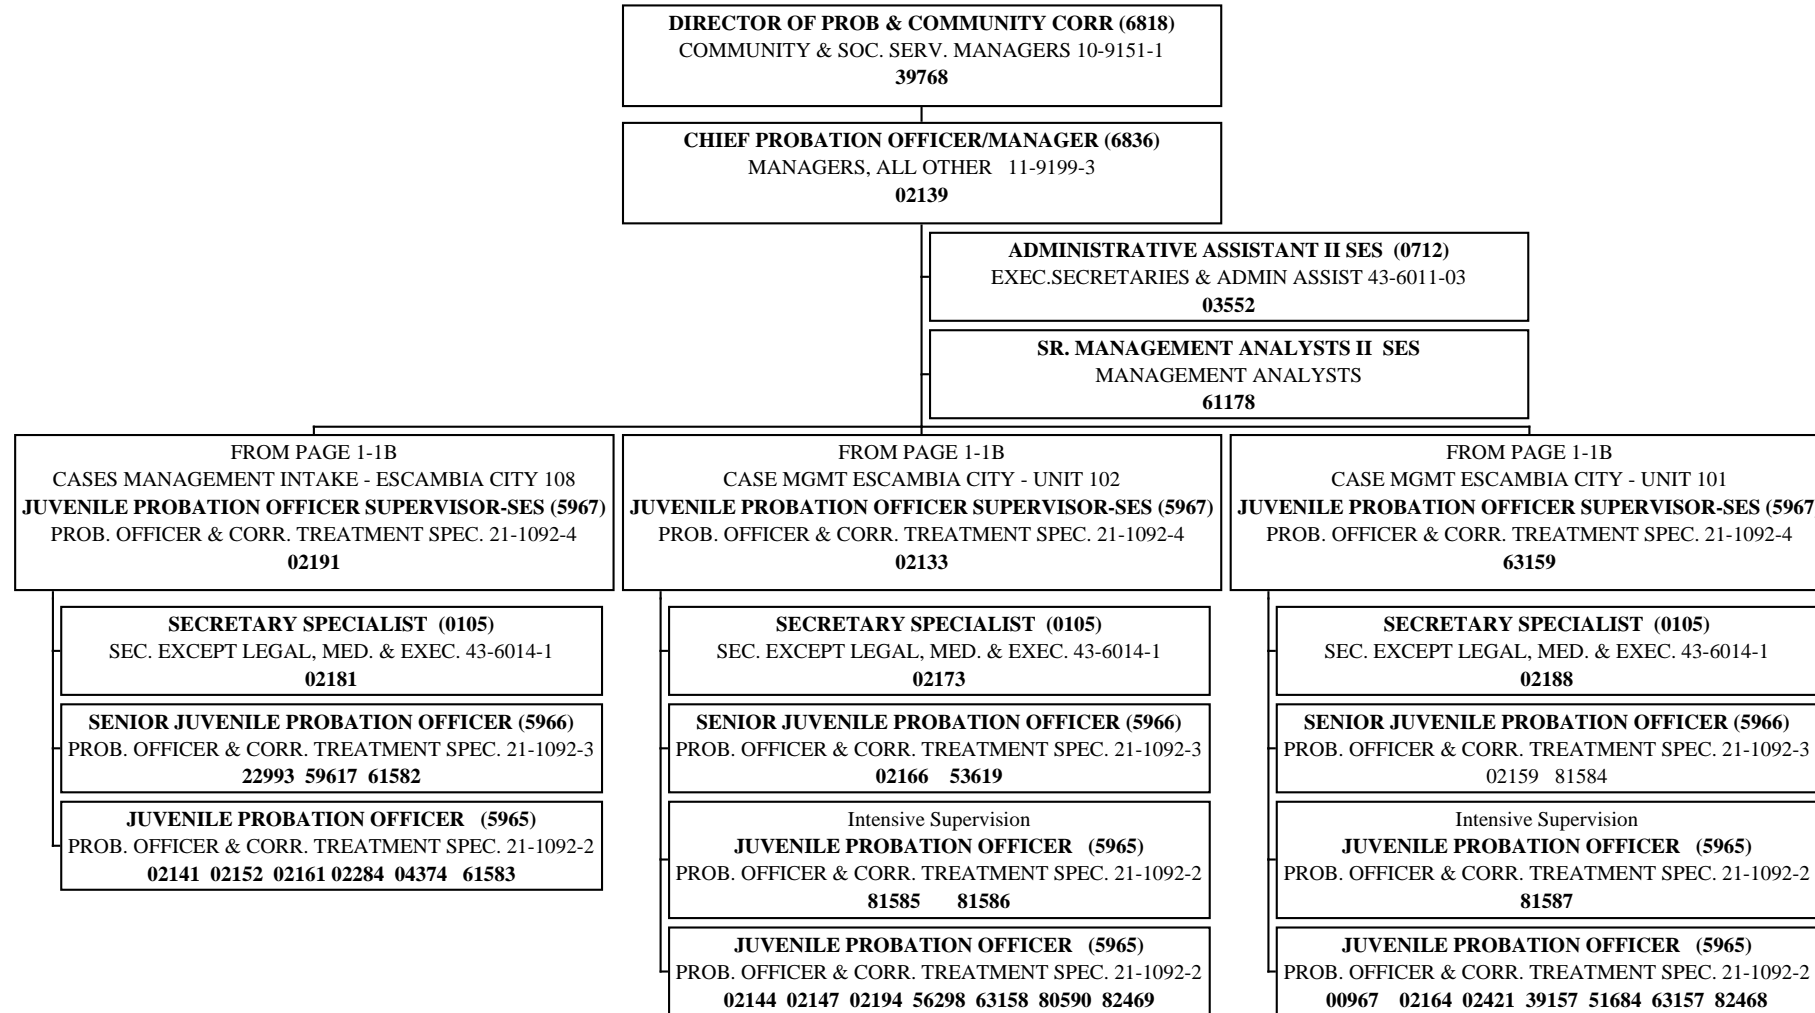 DIRECTOR OF PROB & COMMUNITY CORR (6818)
COMMUNITY & SOC. SERV. MANAGERS 10-9151-1
39768
CHIEF PROBATION OFFICER/MANAGER (6836)
MANAGERS, ALL OTHER 11-9199-3
02139
ADMINISTRATIVE ASSISTANT II SES (0712)
EXEC.SECRETARIES & ADMIN ASSIST 43-6011-03
03552
SR. MANAGEMENT ANALYSTS II SES
MANAGEMENT ANALYSTS
61178
FROM PAGE 1-1B
CASES MANAGEMENT INTAKE - ESCAMBIA CITY 108
JUVENILE PROBATION OFFICER SUPERVISOR-SES (5967)
PROB. OFFICER & CORR. TREATMENT SPEC. 21-1092-4
02191
SECRETARY SPECIALIST (0105)
SEC. EXCEPT LEGAL, MED. & EXEC. 43-6014-1
02181
SENIOR JUVENILE PROBATION OFFICER (5966)
PROB. OFFICER & CORR. TREATMENT SPEC. 21-1092-3
22993 59617 61582
JUVENILE PROBATION OFFICER (5965)
PROB. OFFICER & CORR. TREATMENT SPEC. 21-1092-2
02141 02152 02161 02284 04374 61583
FROM PAGE 1-1B
CASE MGMT ESCAMBIA CITY - UNIT 102
JUVENILE PROBATION OFFICER SUPERVISOR-SES (5967)
PROB. OFFICER & CORR. TREATMENT SPEC. 21-1092-4
02133
SECRETARY SPECIALIST (0105)
SEC. EXCEPT LEGAL, MED. & EXEC. 43-6014-1
02173
SENIOR JUVENILE PROBATION OFFICER (5966)
PROB. OFFICER & CORR. TREATMENT SPEC. 21-1092-3
02166 53619
Intensive Supervision
JUVENILE PROBATION OFFICER (5965)
PROB. OFFICER & CORR. TREATMENT SPEC. 21-1092-2
81585 81586
JUVENILE PROBATION OFFICER (5965)
PROB. OFFICER & CORR. TREATMENT SPEC. 21-1092-2
02144 02147 02194 56298 63158 80590 82469
FROM PAGE 1-1B
CASE MGMT ESCAMBIA CITY - UNIT 101
JUVENILE PROBATION OFFICER SUPERVISOR-SES (5967
PROB. OFFICER & CORR. TREATMENT SPEC. 21-1092-4
63159
SECRETARY SPECIALIST (0105)
SEC. EXCEPT LEGAL, MED. & EXEC. 43-6014-1
02188
SENIOR JUVENILE PROBATION OFFICER (5966)
PROB. OFFICER & CORR. TREATMENT SPEC. 21-1092-3
02159 81584
Intensive Supervision
JUVENILE PROBATION OFFICER (5965)
PROB. OFFICER & CORR. TREATMENT SPEC. 21-1092-2
81587
JUVENILE PROBATION OFFICER (5965)
PROB. OFFICER & CORR. TREATMENT SPEC. 21-1092-2
00967 02164 02421 39157 51684 63157 82468